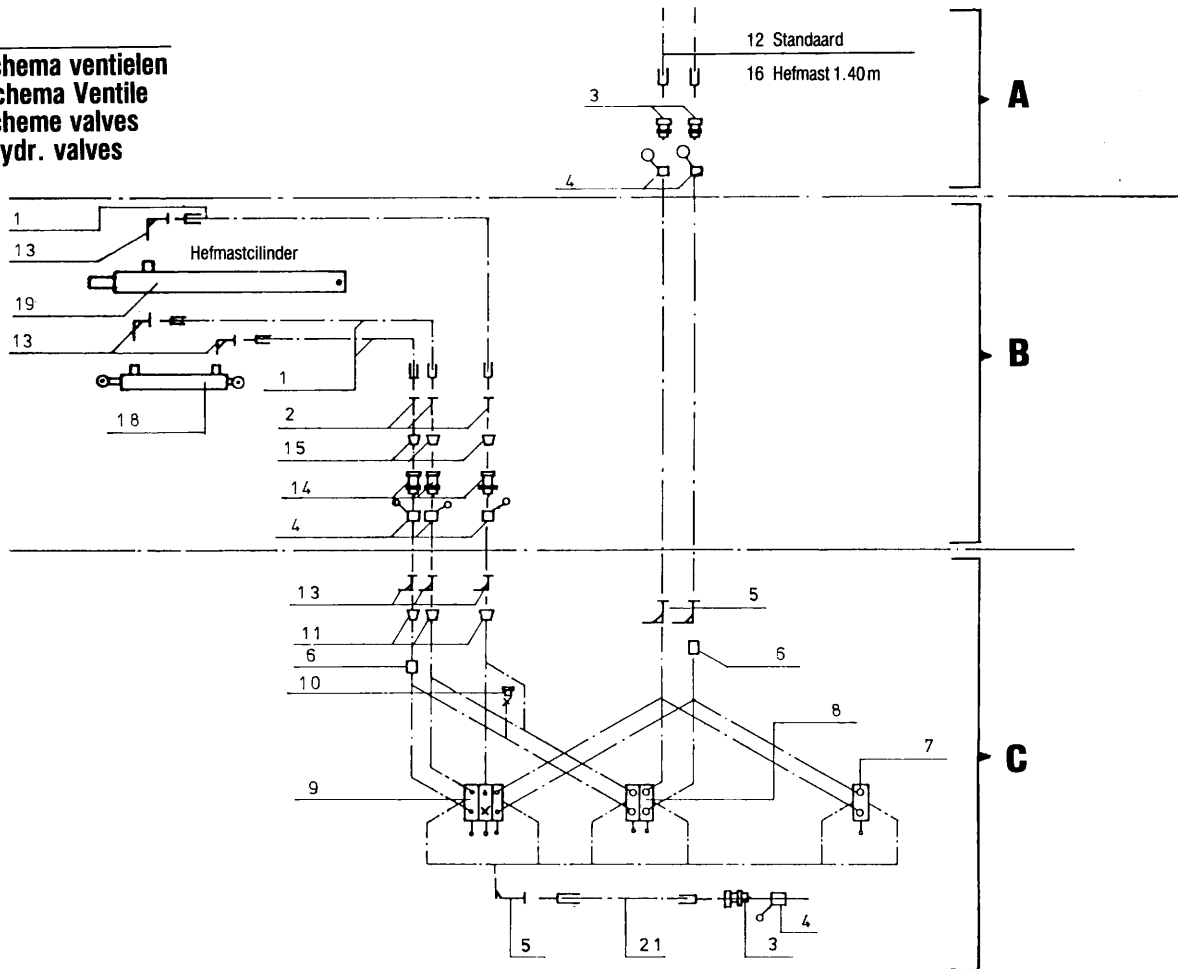 chema ventielen
chema Ventile
cheme valves
ydr. valves
12 Standaard
16 Hefmast 1.40 m
A
3
4
1
13
Hefmastcilinder
19
13
1
18
B
2
15
14
4
13
5
11
6
6
10
8
7
C
9
5
21
3
4